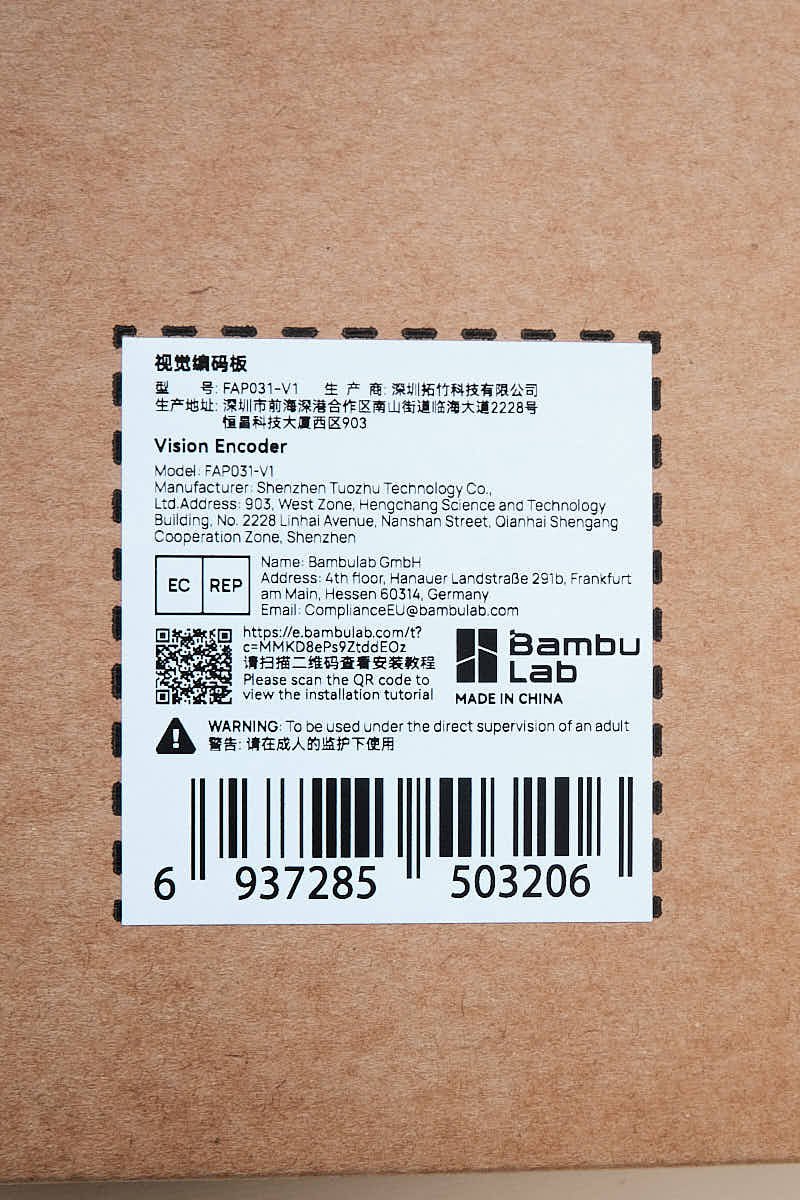 视觉编码板
型 号: FAP031-V1 生 产 商: 深圳拓竹科技有限公司
生产地址: 深圳市前海深港合作区南山街道临海大道2228号
恒昌科技大厦西区903
Vision Encoder
Model: FAP031-V1
Manufacturer: Shenzhen Tuozhu Technology Co.,
Ltd.Address: 903, West Zone, Hengchang Science and Technology
Building, No. 2228 Linhai Avenue, Nanshan Street, Qianhai Shengang
Cooperation Zone, Shenzhen
EC REP
Name: Bambulab GmbH
Address: 4th floor, Hanauer Landstraße 291b, Frankfurt
am Main, Hessen 60314, Germany
Email: ComplianceEU@bambulab.com
https://e.bambulab.com/t?
c=MMKD8ePs9ZtddEOz
请扫描二维码查看安装教程
Please scan the QR code to
view the installation tutorial
Bambu
Lab
MADE IN CHINA
WARNING: To be used under the direct supervision of an adult
警告: 请在成人的监护下使用
6 937285 503206